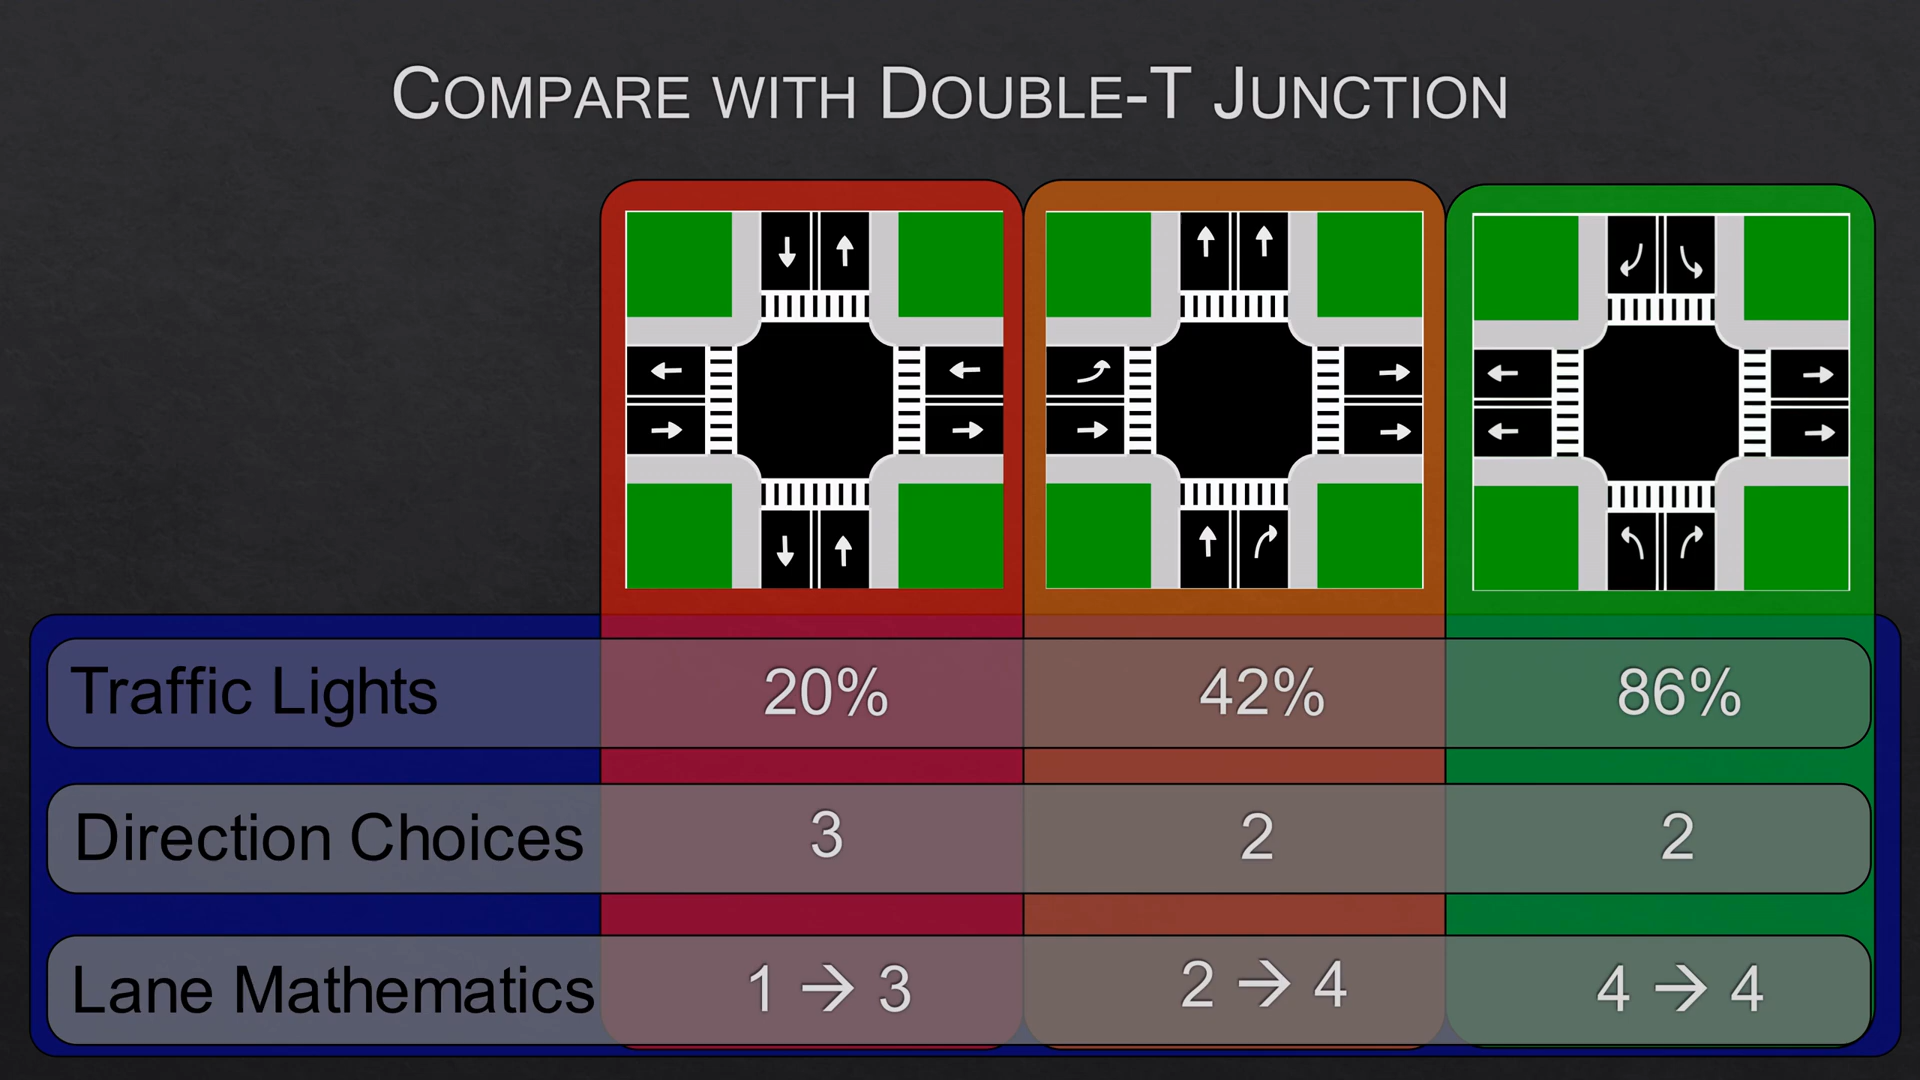 Compare with Double-T Junction
Traffic Lights 20% 42% 86%
Direction Choices 3 2 2
Lane Mathematics 1 → 3 2 → 4 4 → 4